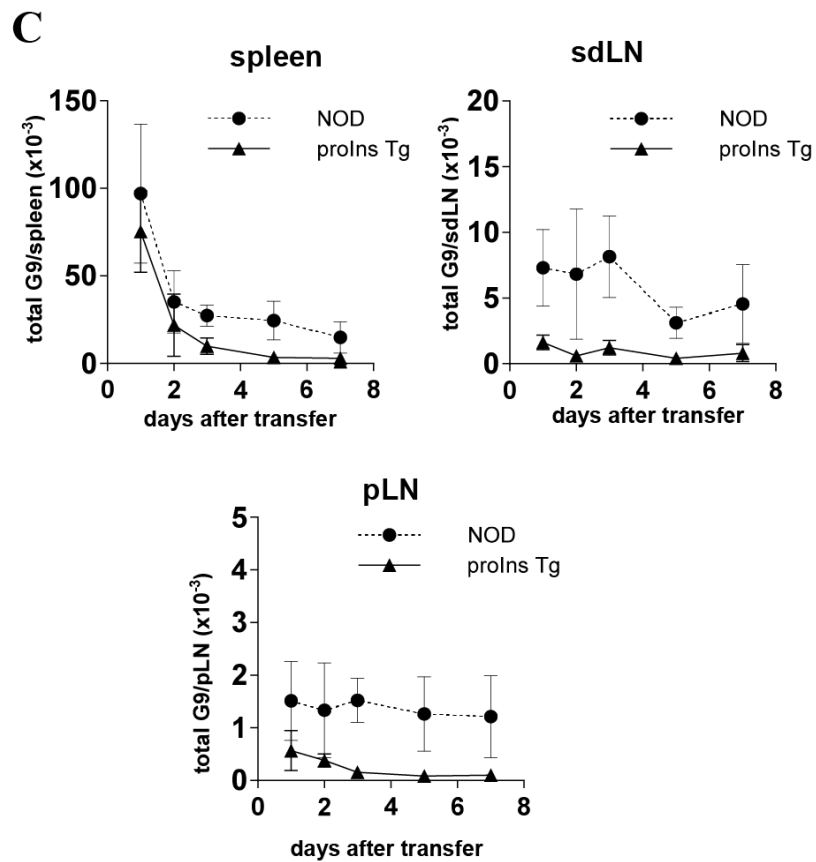 C
spleen
total G9/spleen (x10⁻³)
150
100
50
0
0 2 4 6 8
days after transfer
NOD
proIns Tg
sdLN
total G9/sdLN (x10⁻³)
20
15
10
5
0
0 2 4 6 8
days after transfer
NOD
proIns Tg
pLN
total G9/pLN (x10⁻³)
5
4
3
2
1
0
0 2 4 6 8
days after transfer
NOD
proIns Tg